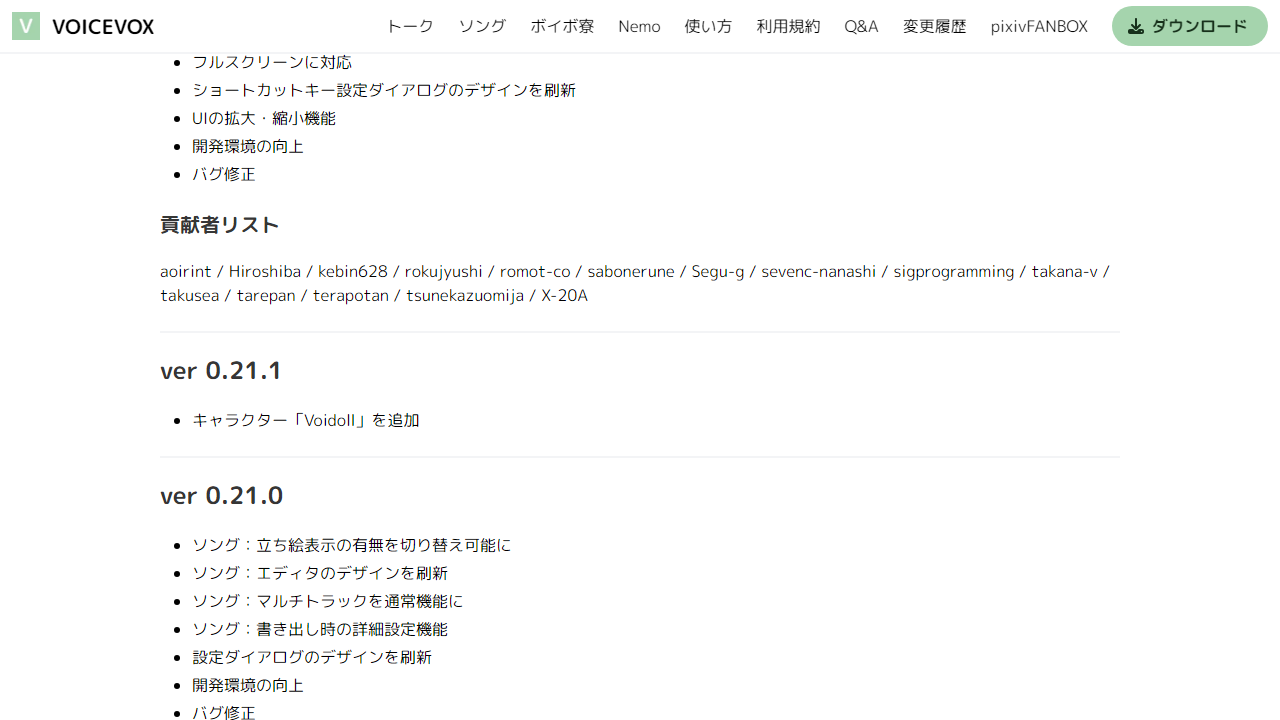 V VOICEVOX トーク ソング ボイボ寮 Nemo 使い方 利用規約 Q&A 変更履歴 pixivFANBOX ダウンロード
フルスクリーンに対応
ショートカットキー設定ダイアログのデザインを刷新
UIの拡大・縮小機能
開発環境の向上
バグ修正
貢献者リスト
aoirint / Hiroshiba / kebin628 / rokujyushi / romot-co / sabonerune / Segu-g / sevenc-nanashi / sigprogramming / takana-v /
takusea / tarepan / terapotan / tsunekazuomija / X-20A
ver 0.21.1
キャラクター「Voidoll」を追加
ver 0.21.0
ソング：立ち絵表示の有無を切り替え可能に
ソング：エディタのデザインを刷新
ソング：マルチトラックを通常機能に
ソング：書き出し時の詳細設定機能
設定ダイアログのデザインを刷新
開発環境の向上
バグ修正